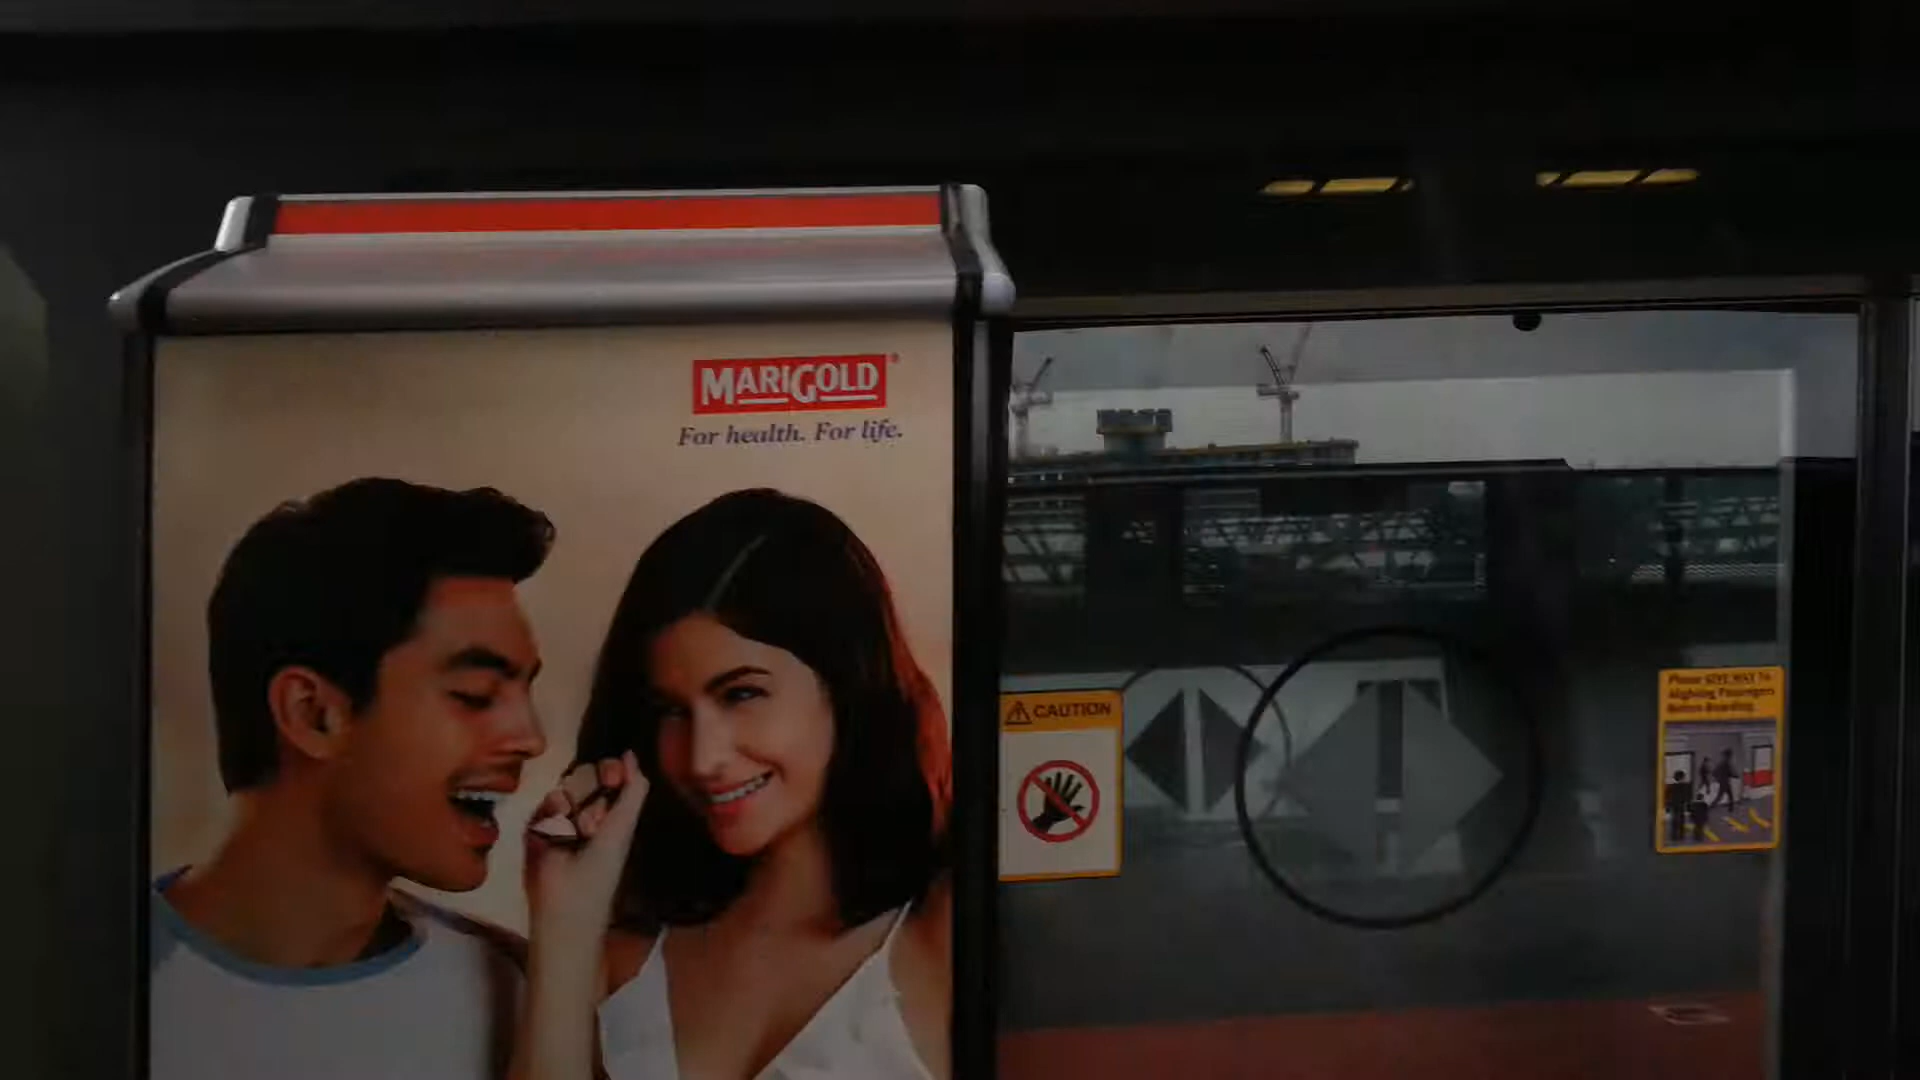 MARIGOLD®
For health. For life.
CAUTION
Please GIVE WAY To
Alighting Passengers
Before Boarding